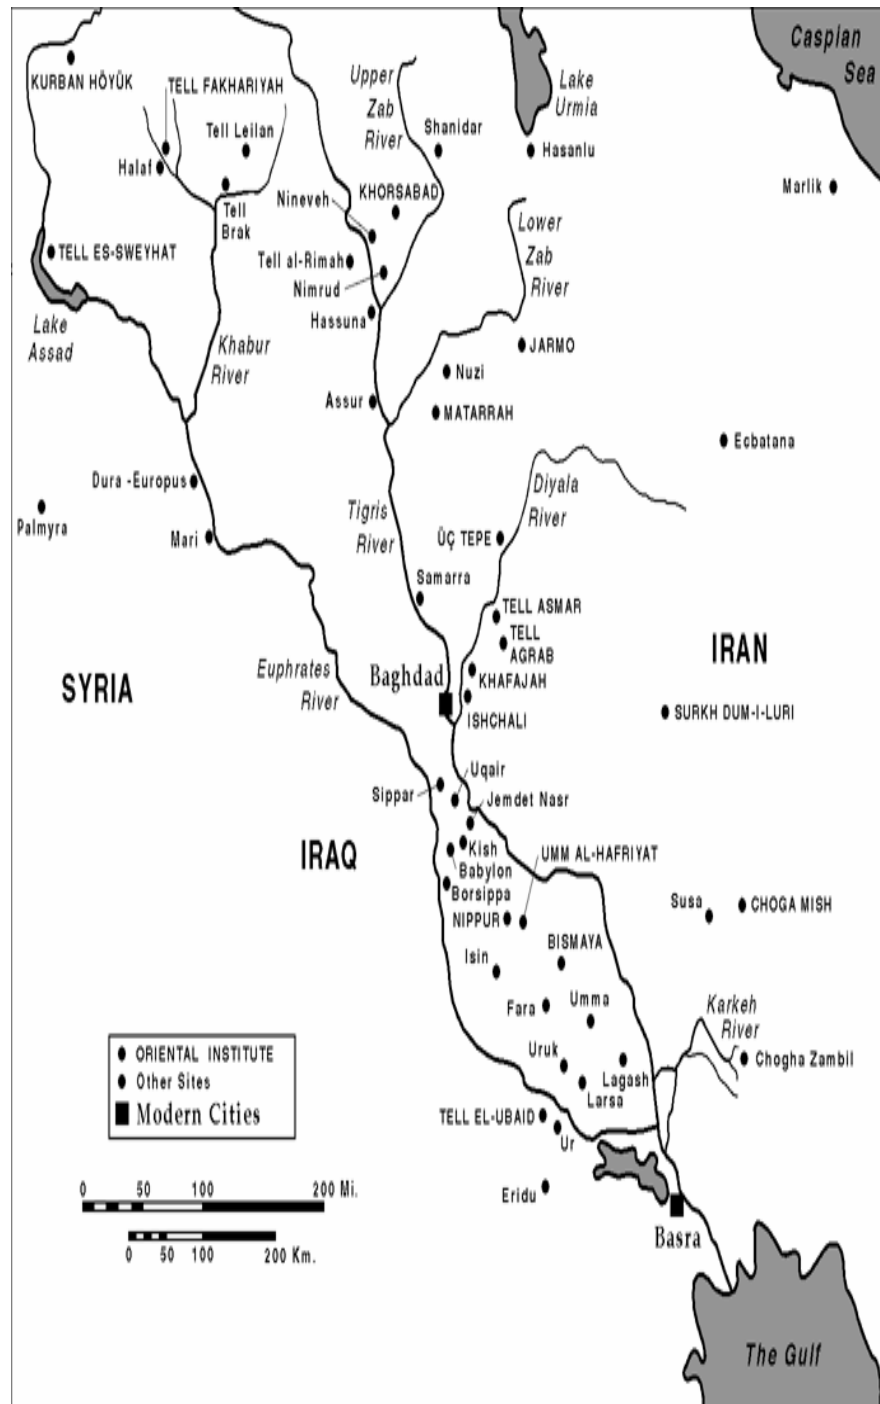 Caspian
Sea
Upper
Zab
River
Lake
Urmia
KURBAN HÖYÜK
TELL FAKHARIYAH
Tell Leilan
Shanidar
Hasanlu
Halaf
Marlik
Nineveh
KHORSABAD
Tell
Brak
Lower
Zab
River
TELL ES-SWEYHAT
Tell al-Rimah
Nimrud
Hassuna
Lake
Assad
Khabur
River
JARMO
Nuzi
Assur
MATARRAH
Ecbatana
Dura -Europus
Diyala
River
Palmyra
Mari
Tigris
River
ÜÇ TEPE
Samarra
TELL ASMAR
TELL
AGRAB
IRAN
Euphrates
River
Baghdad
KHAFAJAH
SYRIA
ISHCHALI
SURKH DUM-I-LURI
Uqair
Sippar
Jemdet Nasr
IRAQ
Kish
UMM AL-HAFRIYAT
Babylon
Borsippa
Susa
CHOGA MISH
NIPPUR
BISMAYA
Isin
Fara
Umma
Karkeh
River
Uruk
Chogha Zambil
Lagash
Larsa
ORIENTAL INSTITUTE
Other Sites
Modern Cities
TELL EL-UBAID
Ur
Eridu
0 50 100 200 Mi.
0 50 100 200 Km.
Basra
The Gulf